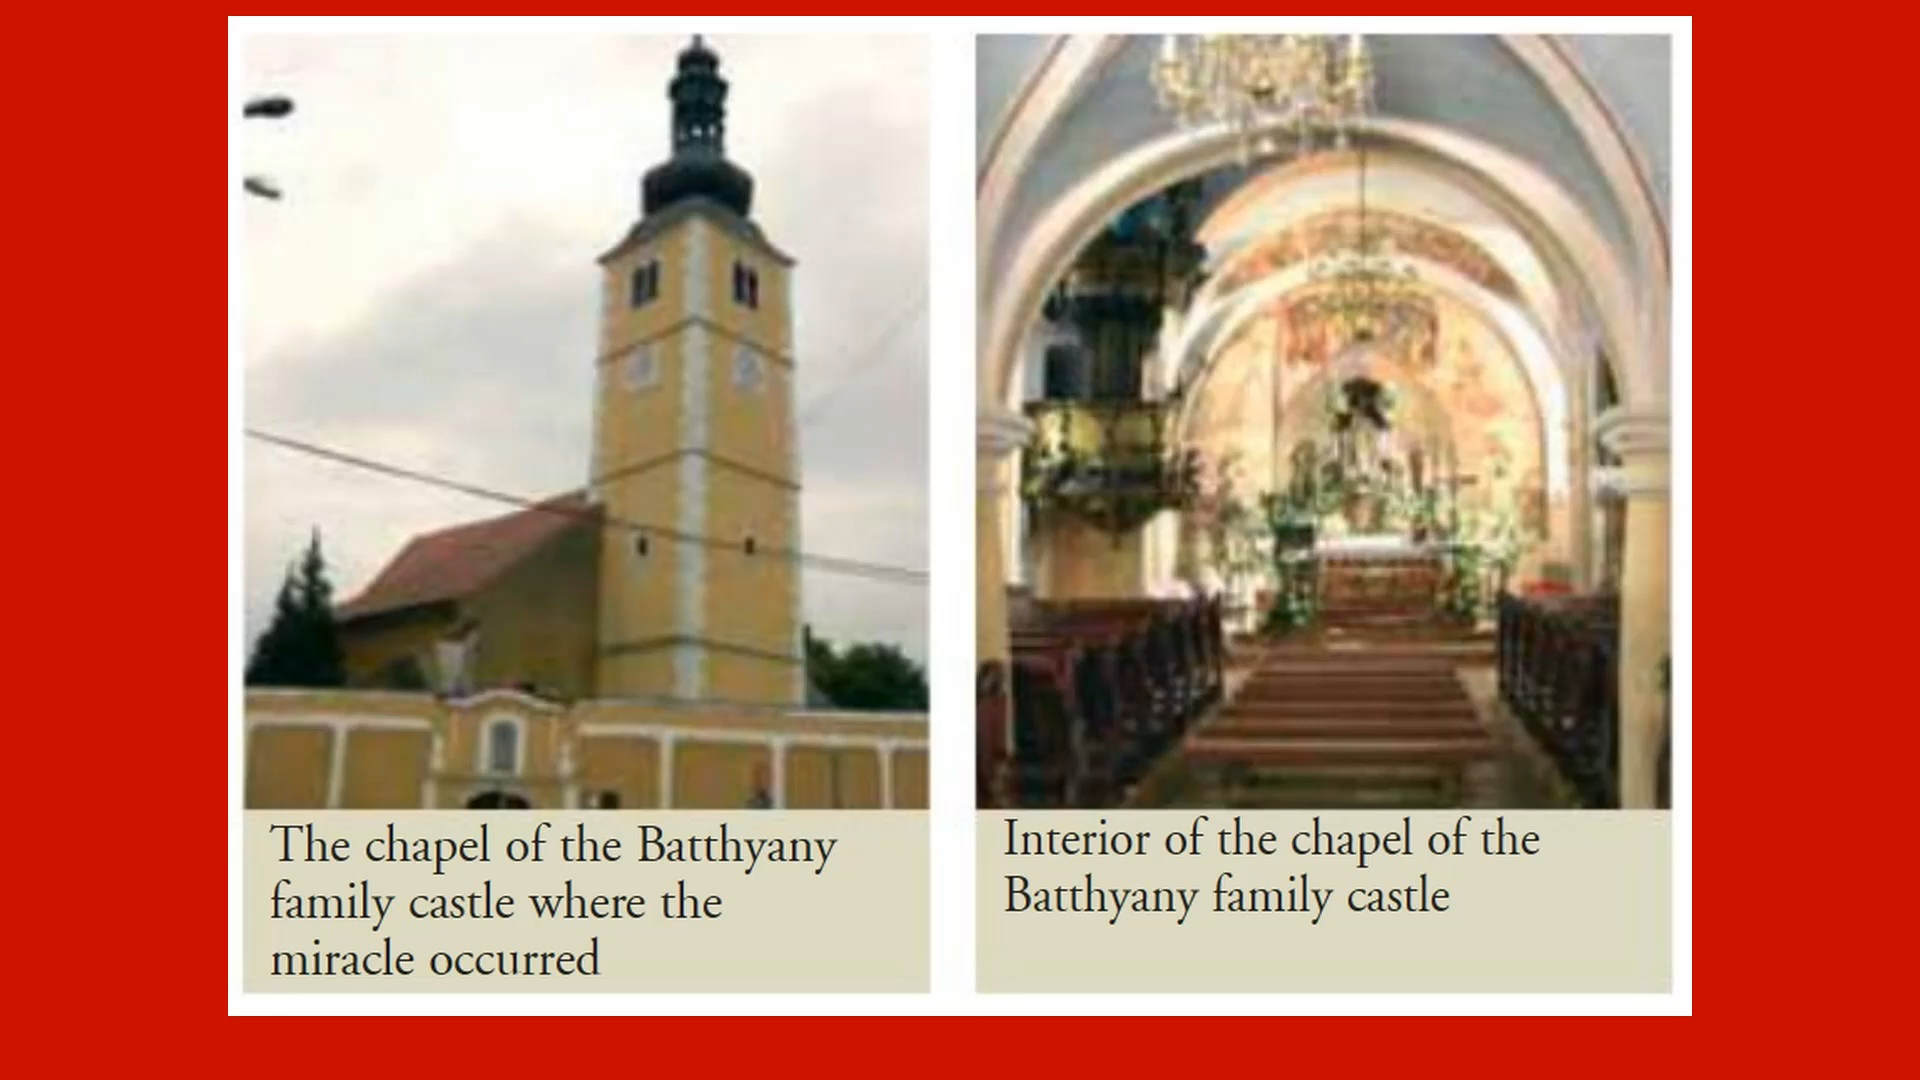 The chapel of the Batthyany
family castle where the
miracle occurred
Interior of the chapel of the
Batthyany family castle